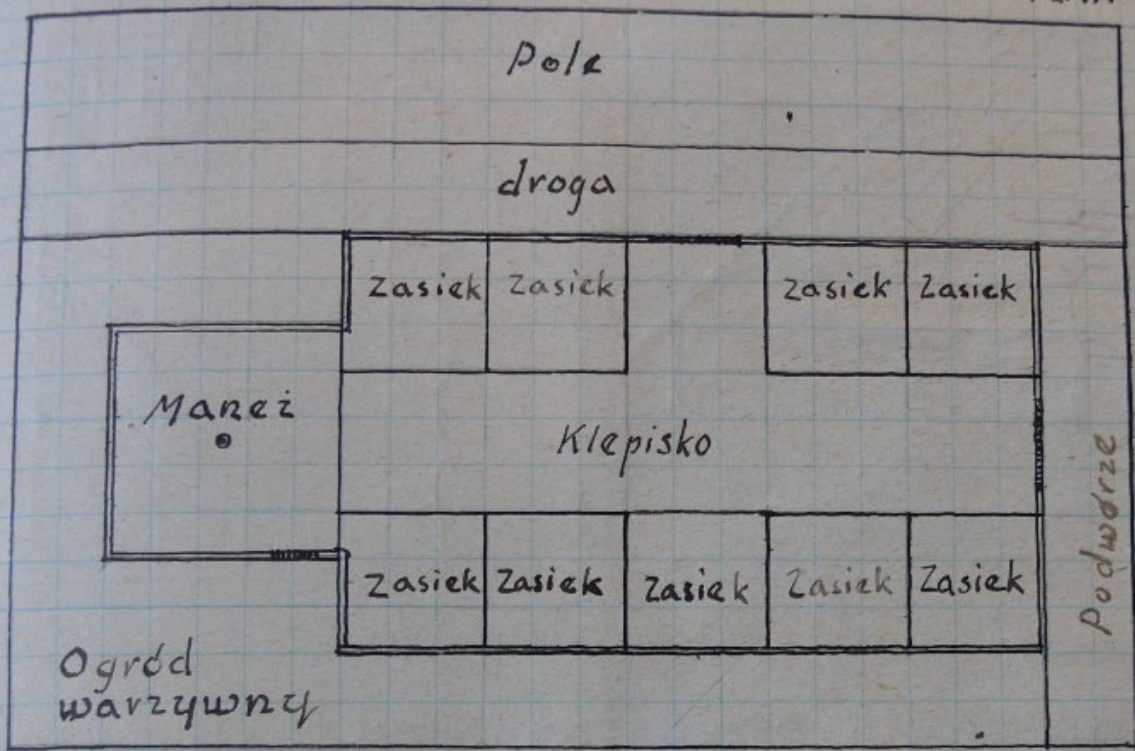 Pole
droga
Zasiek Zasiek Zasiek Zasiek
Maneż
Klepisko
Podwórze
Zasiek Zasiek Zasiek Zasiek Zasiek
Ogród
warzywny